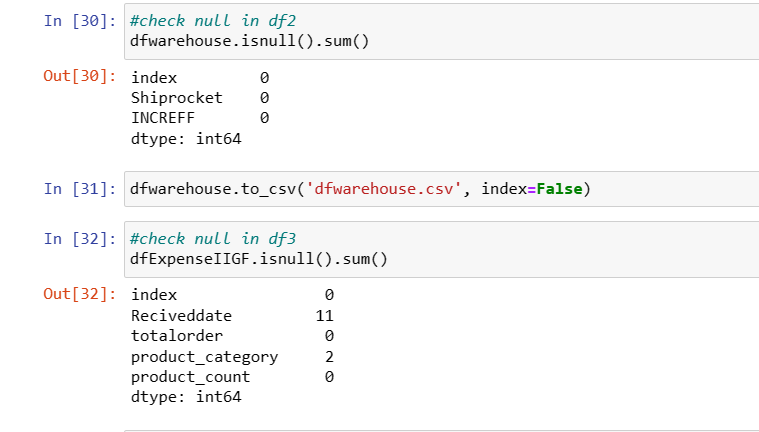 In [30]: #check null in df2
dfwarehouse.isnull().sum()
Out[30]: index 0
Shiprocket 0
INCREFF 0
dtype: int64
In [31]: dfwarehouse.to_csv('dfwarehouse.csv', index=False)
In [32]: #check null in df3
dfExpenseIIGF.isnull().sum()
Out[32]: index 0
Reciveddate 11
totalorder 0
product_category 2
product_count 0
dtype: int64